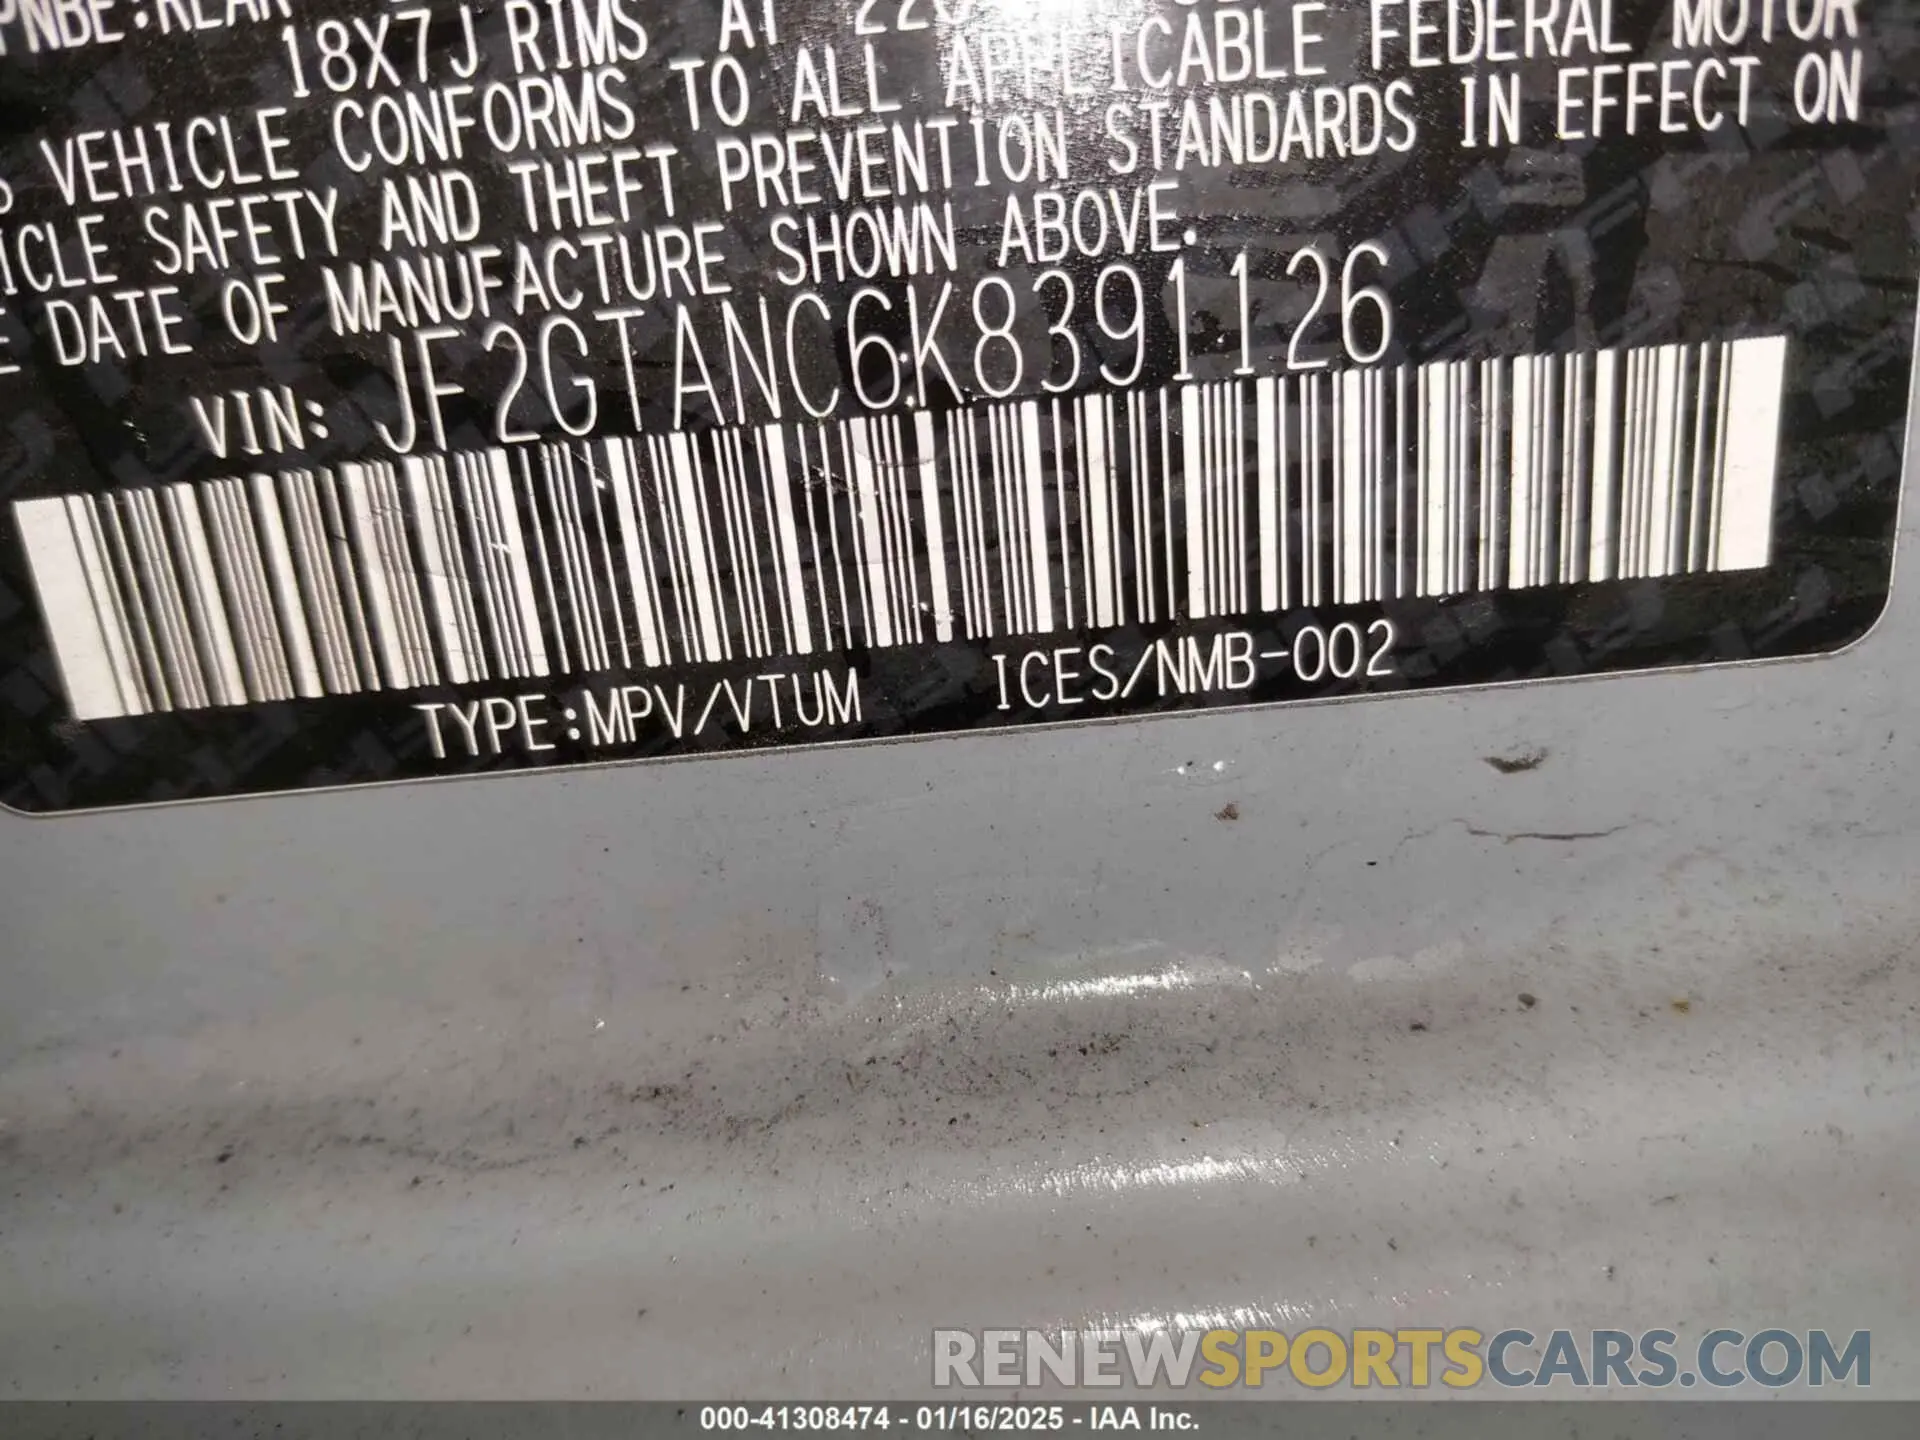 18X7J RIMS AT
VEHICLE CONFORMS TO ALL APPLICABLE FEDERAL MOTOR
SAFETY AND THEFT PREVENTION STANDARDS IN EFFECT ON
DATE OF MANUFACTURE SHOWN ABOVE.
VIN: JF2GTANC6K8391126
TYPE:MPV/VTUM ICES/NMB-002
RENEWSPORTSCARS.COM
000-41308474 - 01/16/2025 - IAA Inc.